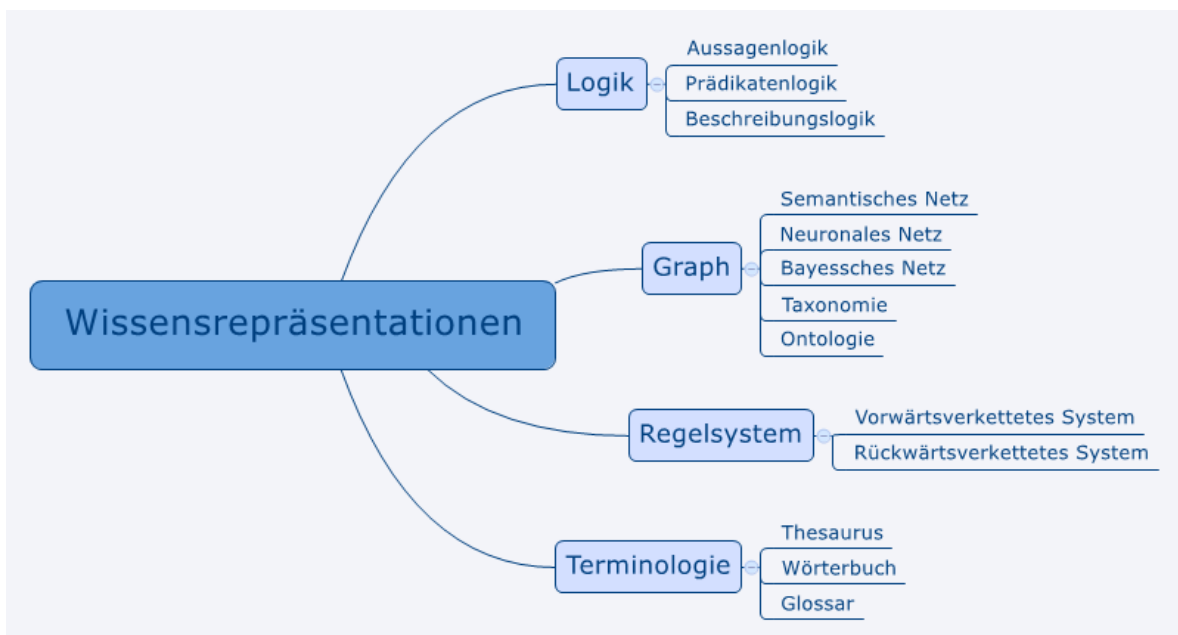 Wissensrepräsentationen
Logik
Aussagenlogik
Prädikatenlogik
Beschreibungslogik
Graph
Semantisches Netz
Neuronales Netz
Bayessches Netz
Taxonomie
Ontologie
Regelsystem
Vorwärtsverkettetes System
Rückwärtsverkettetes System
Terminologie
Thesaurus
Wörterbuch
Glossar